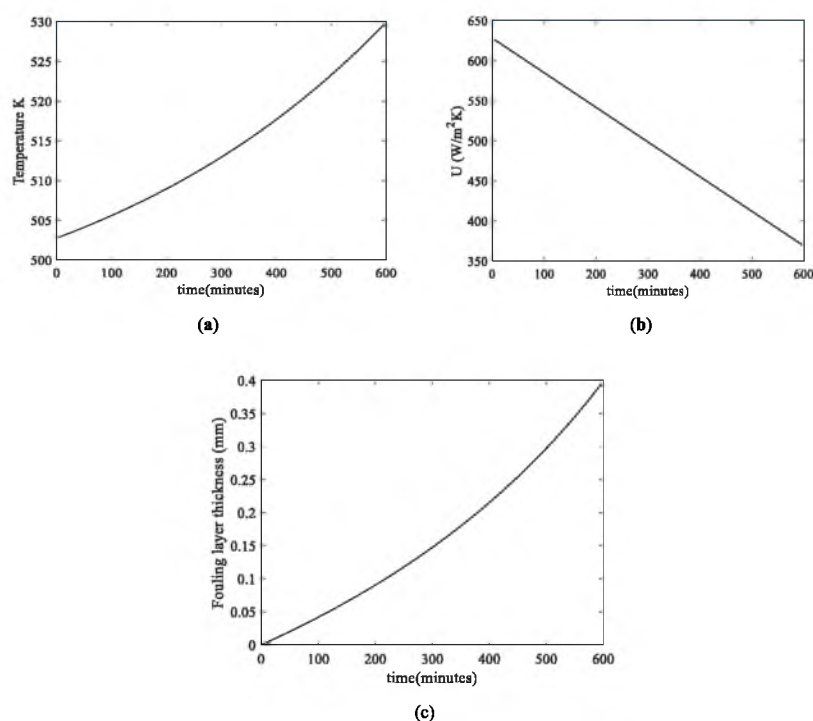 530
525
520
515
510
505
500
Temperature K
0 100 200 300 400 500 600
time(minutes)
(a)
650
600
550
500
450
400
350
U (W/m²K)
0 100 200 300 400 500 600
time(minutes)
(b)
0.4
0.35
0.3
0.25
0.2
0.15
0.1
0.05
0
Fouling layer thickness (mm)
0 100 200 300 400 500 600
time(minutes)
(c)